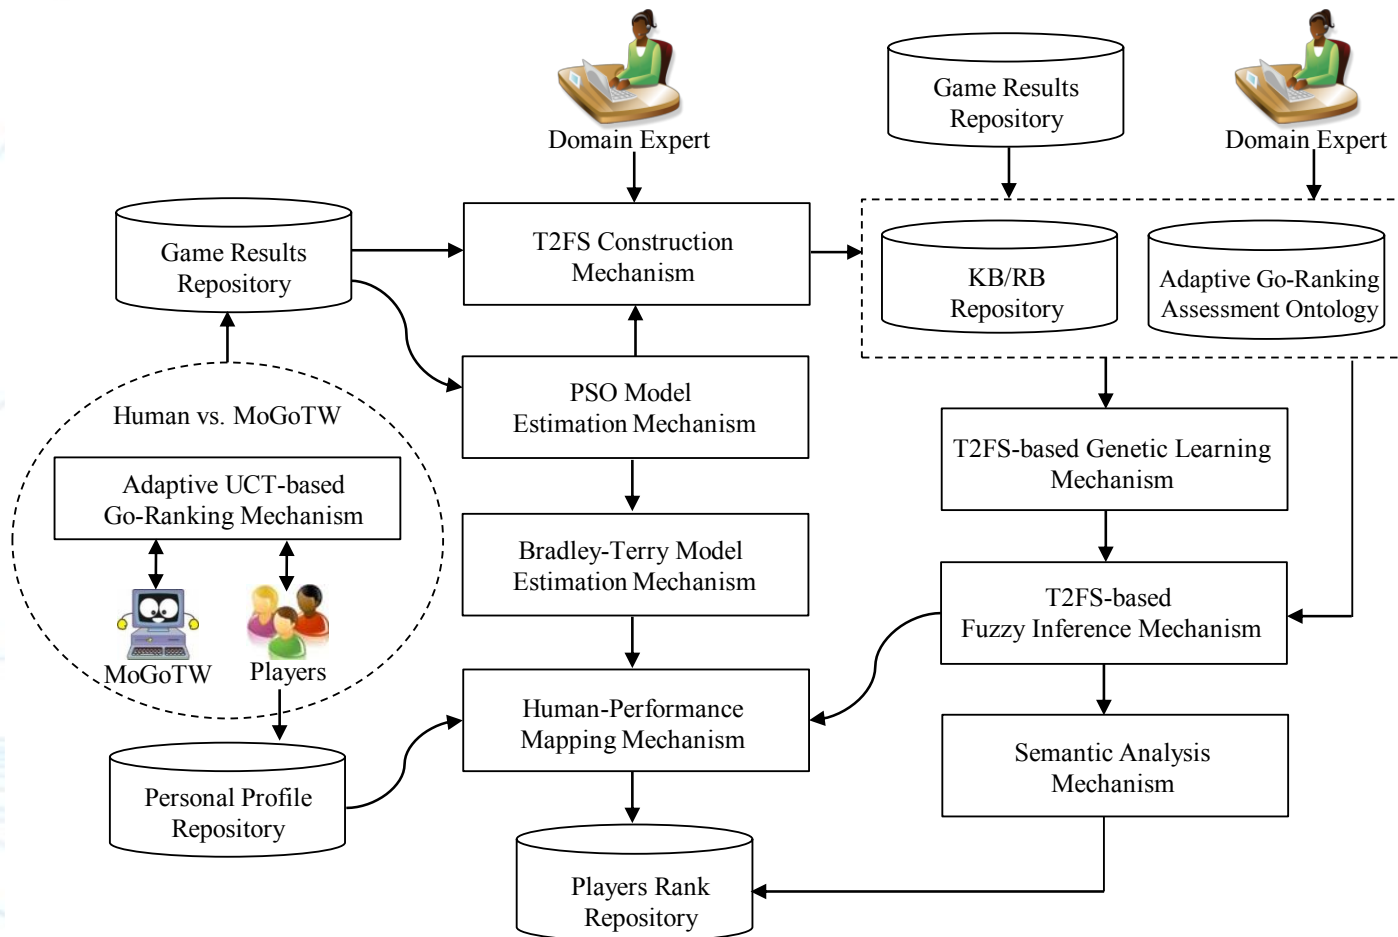 Domain Expert
Game Results
Repository
Domain Expert
Game Results
Repository
T2FS Construction
Mechanism
KB/RB
Repository
Adaptive Go-Ranking
Assessment Ontology
PSO Model
Estimation Mechanism
Human vs. MoGoTW
Adaptive UCT-based
Go-Ranking Mechanism
MoGoTW
Players
T2FS-based Genetic Learning
Mechanism
Bradley-Terry Model
Estimation Mechanism
T2FS-based
Fuzzy Inference Mechanism
Human-Performance
Mapping Mechanism
Semantic Analysis
Mechanism
Personal Profile
Repository
Players Rank
Repository